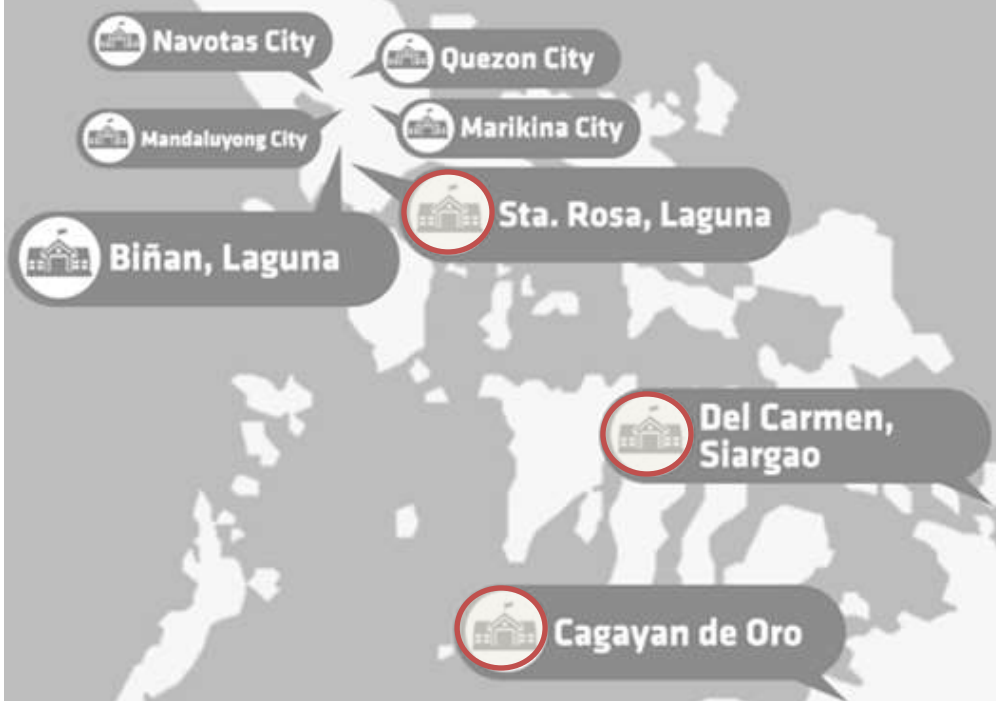 Navotas City
Quezon City
Mandaluyong City
Marikina City
Sta. Rosa, Laguna
Biñan, Laguna
Del Carmen,
Siargao
Cagayan de Oro